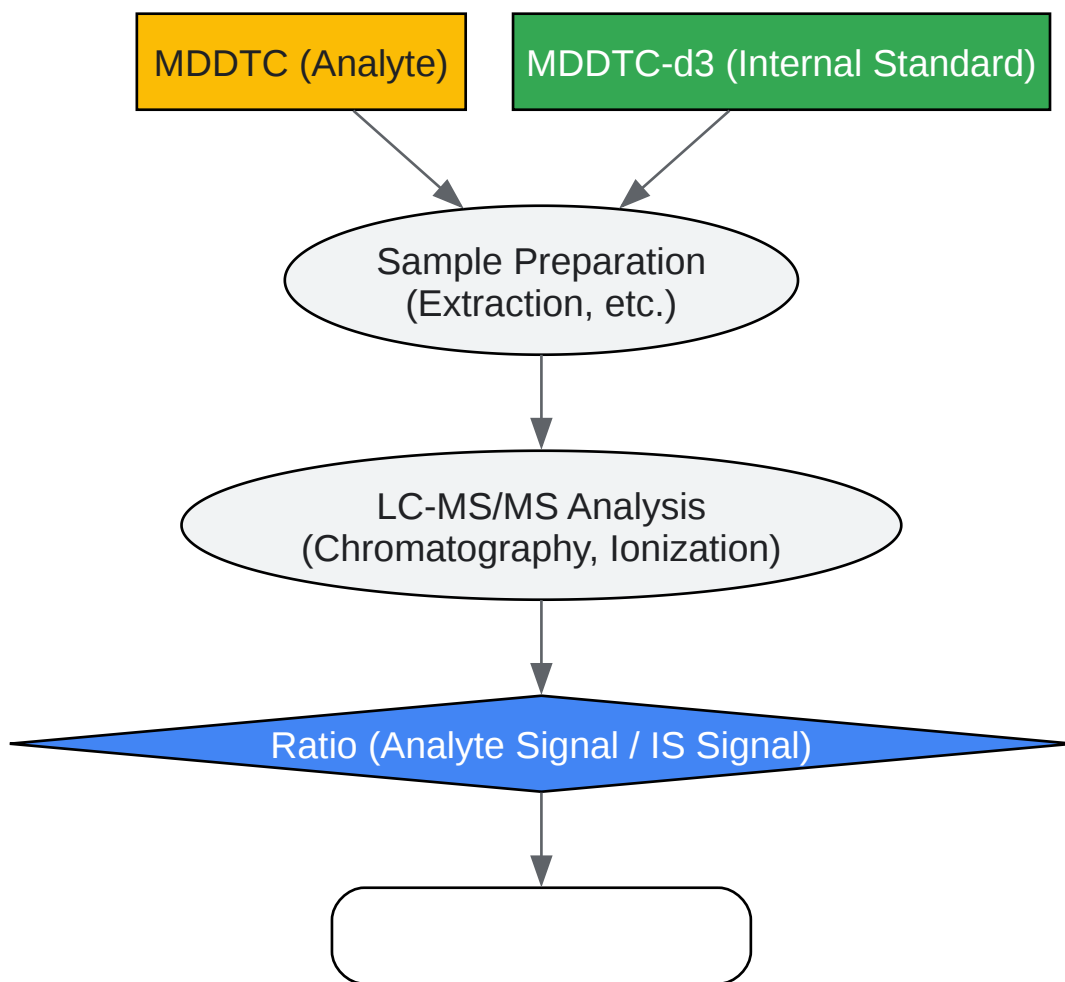 MDDTC (Analyte)
MDDTC-d3 (Internal Standard)
Sample Preparation
(Extraction, etc.)
LC-MS/MS Analysis
(Chromatography, Ionization)
Ratio (Analyte Signal / IS Signal)